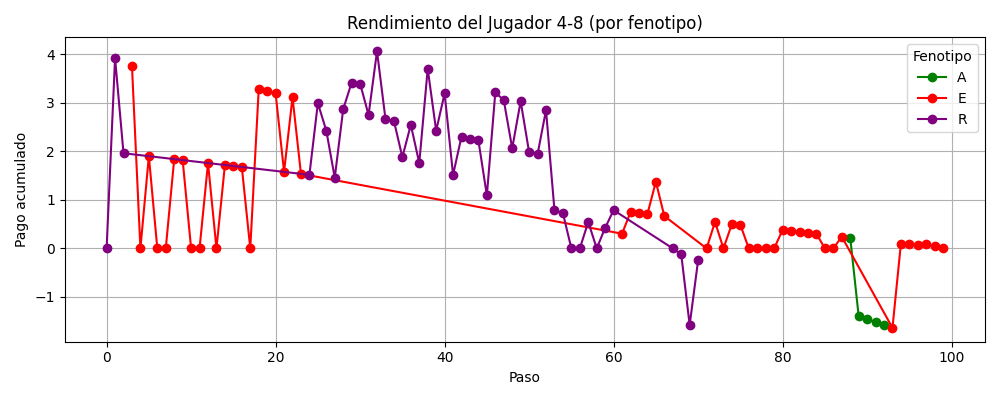 Rendimiento del Jugador 4-8 (por fenotipo)
Pago acumulado
4
3
2
1
0
−1
Fenotipo
A
E
R
0 20 40 60 80 100
Paso